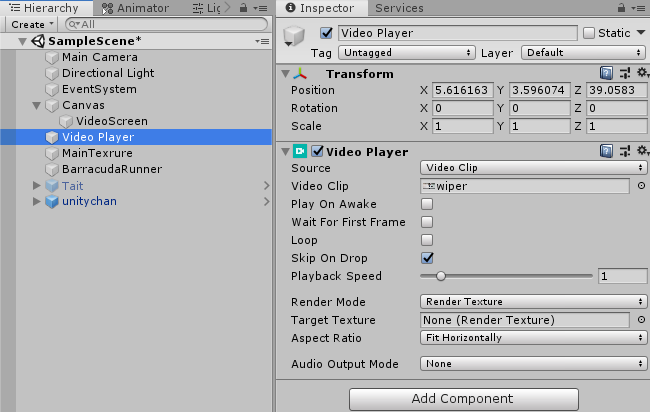 Hierarchy
Animator
Create
All
SampleScene*
Main Camera
Directional Light
EventSystem
Canvas
VideoScreen
Video Player
MainTexrure
BarracudaRunner
Tait
unitychan
Inspector
Services
Video Player
Static
Tag Untagged Layer Default
Transform
Position X 5.616163 Y 3.596074 Z 39.0583
Rotation X 0 Y 0 Z 0
Scale X 1 Y 1 Z 1
Video Player
Source Video Clip
Video Clip wiper
Play On Awake
Wait For First Frame
Loop
Skip On Drop
Playback Speed 1
Render Mode Render Texture
Target Texture None (Render Texture)
Aspect Ratio Fit Horizontally
Audio Output Mode None
Add Component